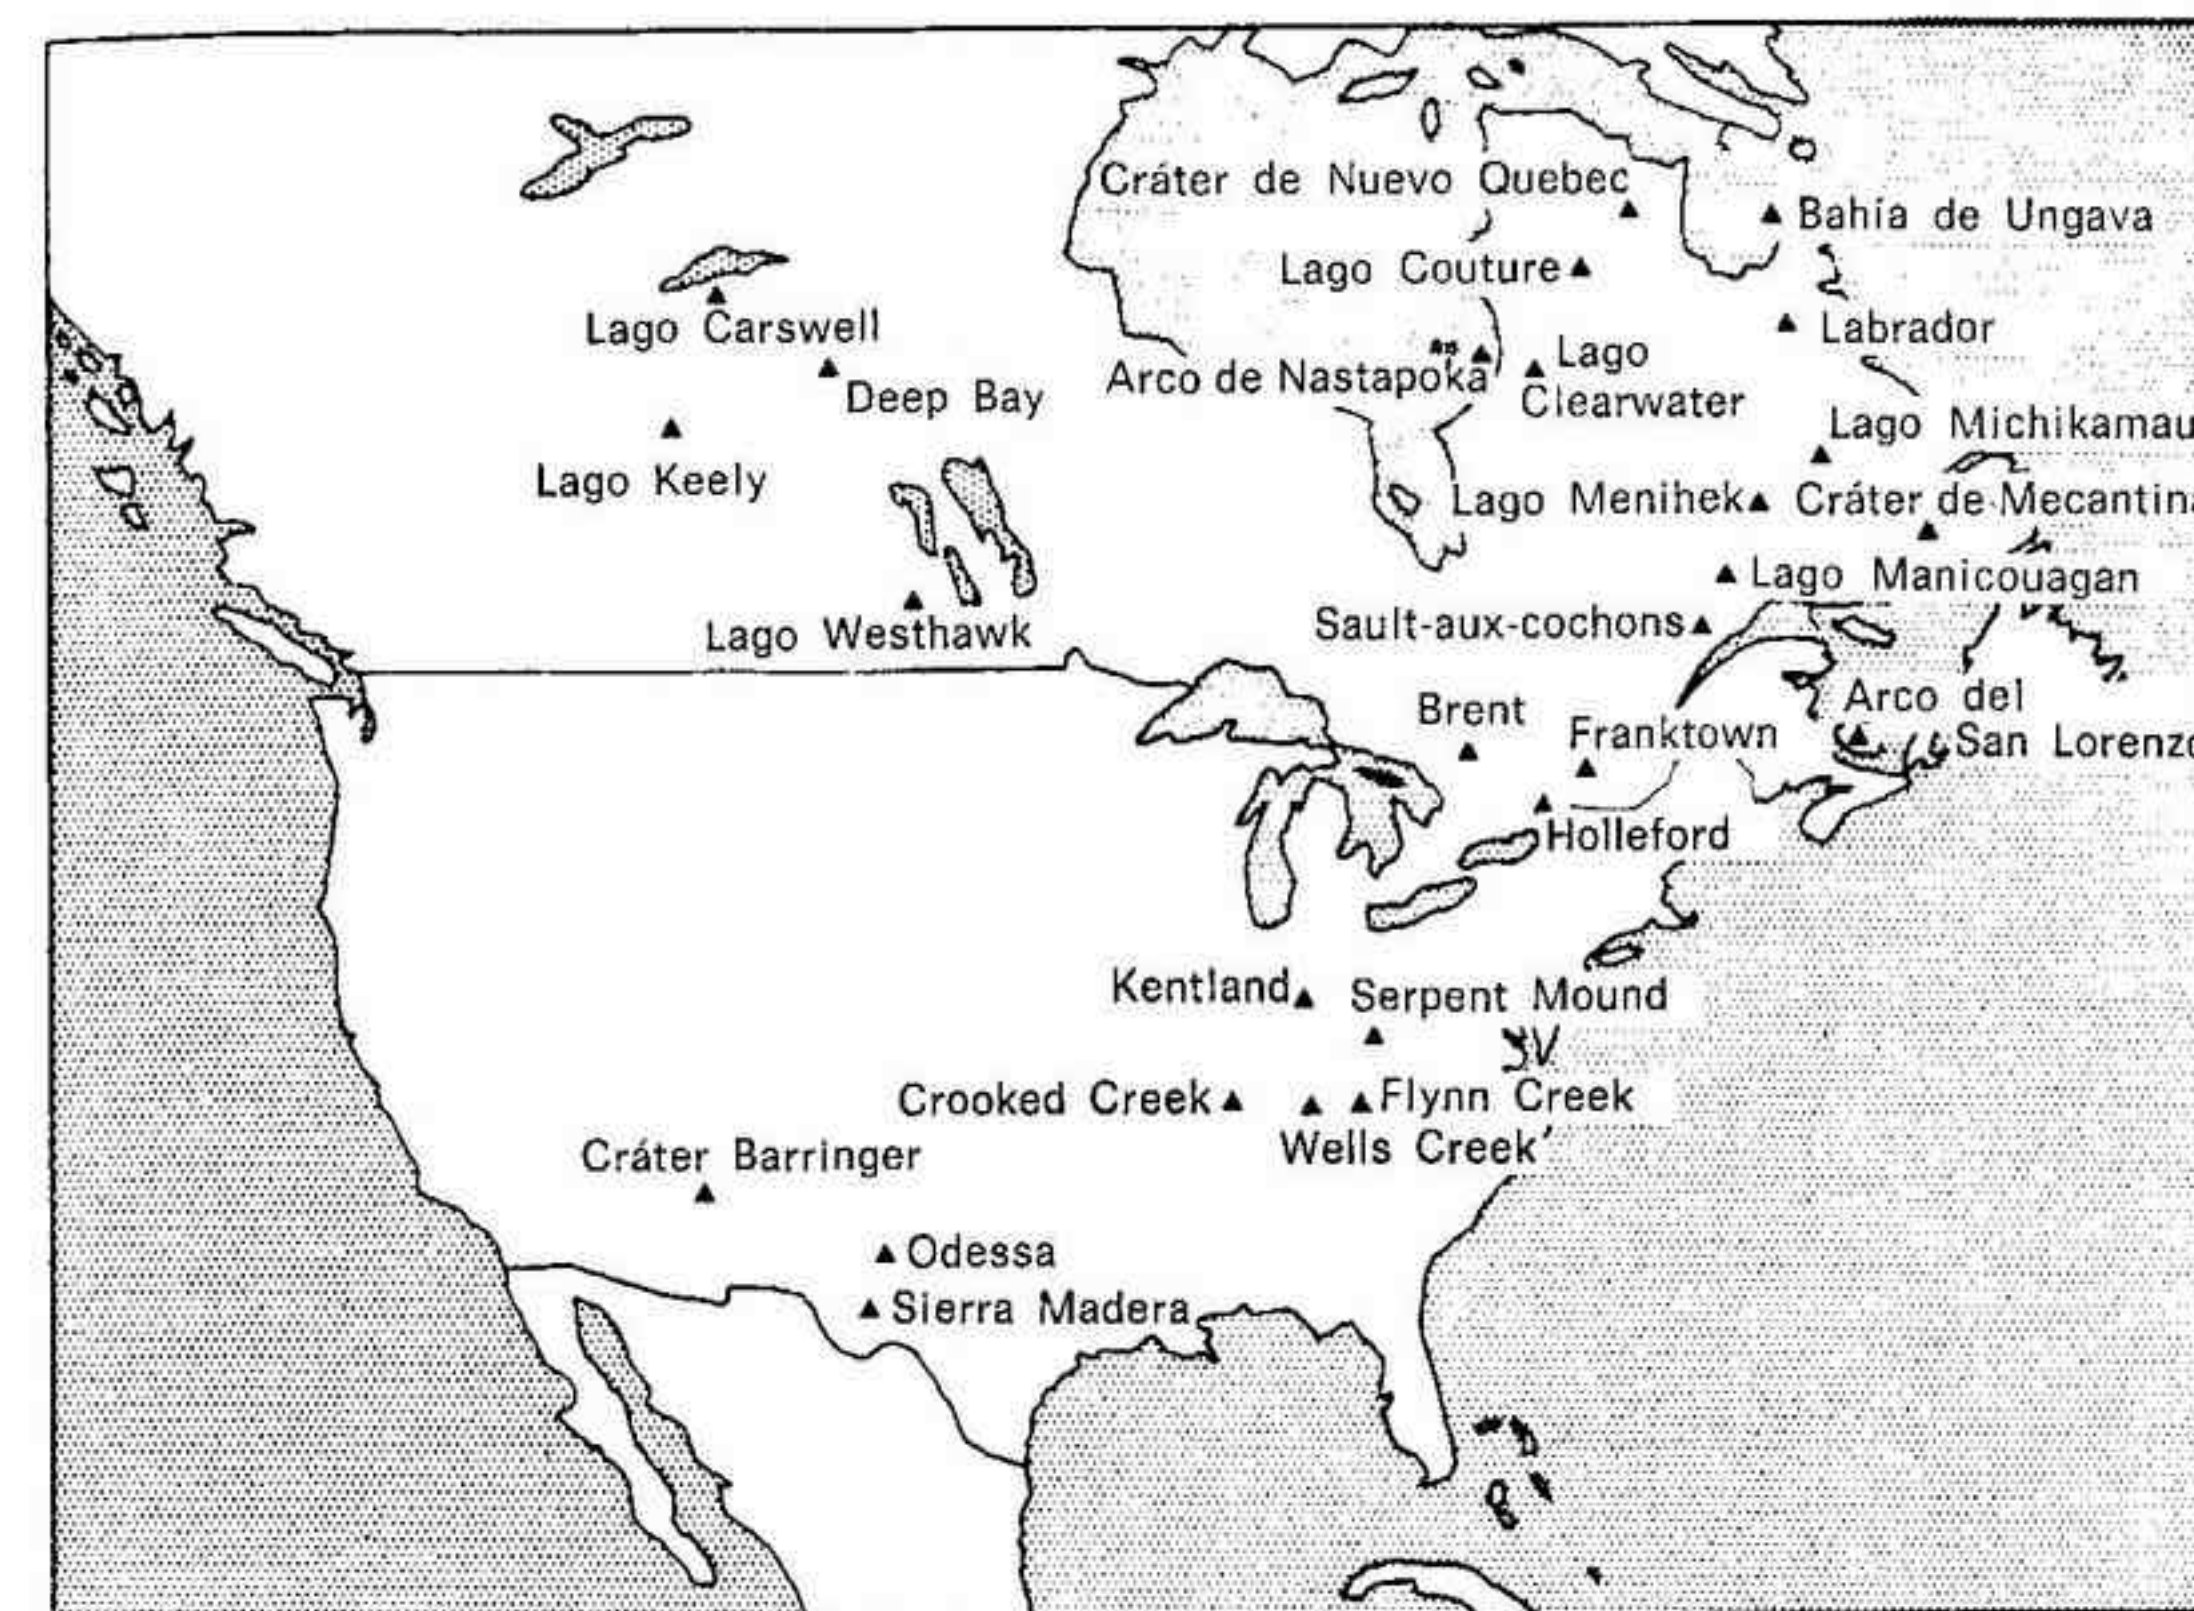 Cráter de Nuevo Quebec
Bahía de Ungava
Lago Couture
Lago Carswell
Labrador
Deep Bay
Arco de Nastapoka
Lago
Clearwater
Lago Michikamau
Lago Keely
Lago Menihek
Cráter de Mecantina
Lago Manicouagan
Lago Westhawk
Sault-aux-cochons
Brent
Franktown
Arco del
San Lorenzo
Holleford
Kentland
Serpent Mound
Crooked Creek
Flynn Creek
Wells Creek
Cráter Barringer
Odessa
Sierra Madera